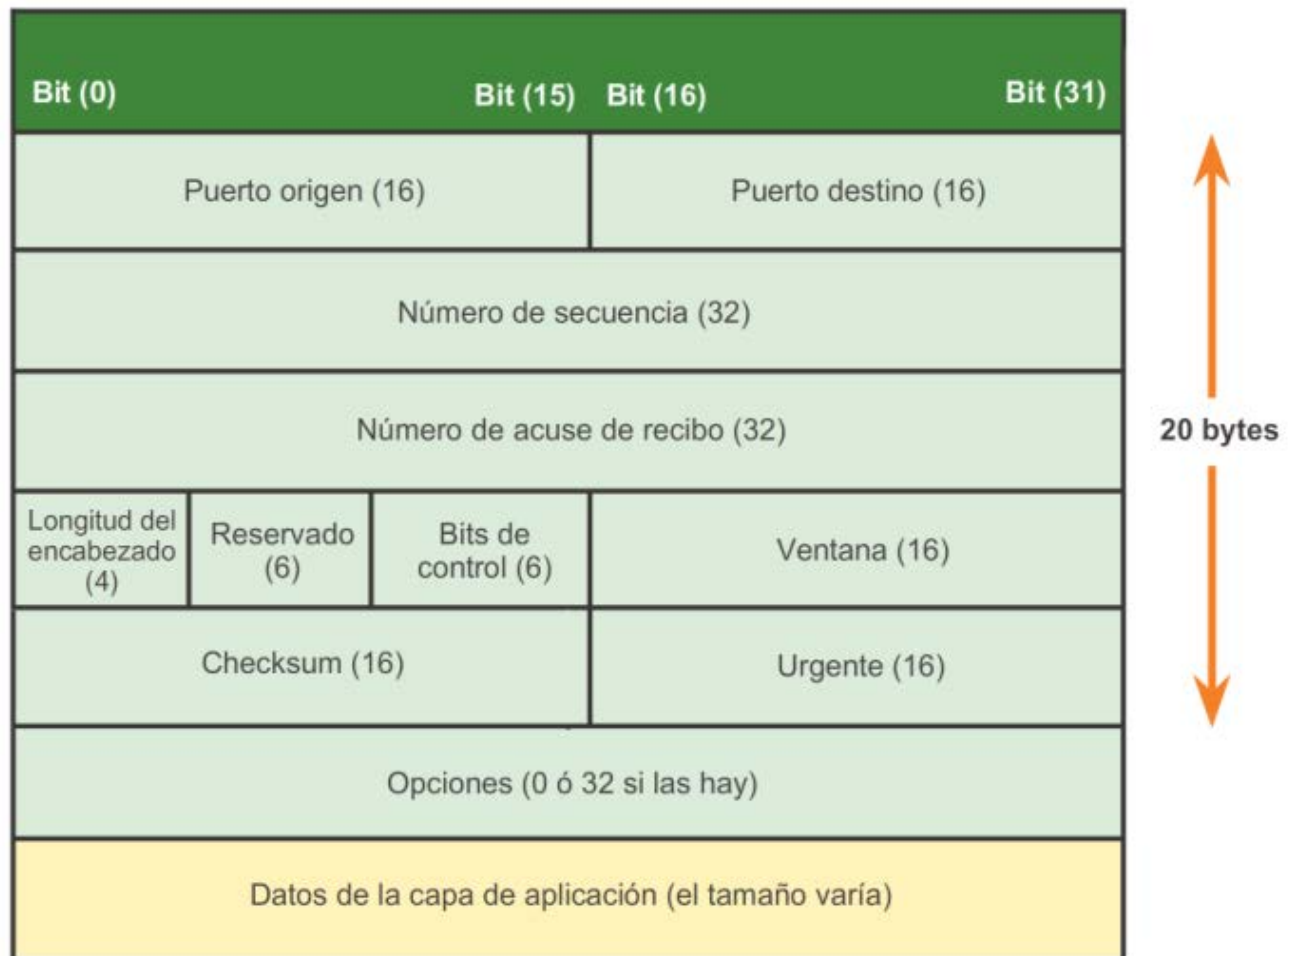 Bit (0) Bit (15) Bit (16) Bit (31)
Puerto origen (16) Puerto destino (16)
Número de secuencia (32)
Número de acuse de recibo (32)
20 bytes
Longitud del
encabezado
(4)
Reservado
(6)
Bits de
control (6)
Ventana (16)
Checksum (16) Urgente (16)
Opciones (0 ó 32 si las hay)
Datos de la capa de aplicación (el tamaño varía)